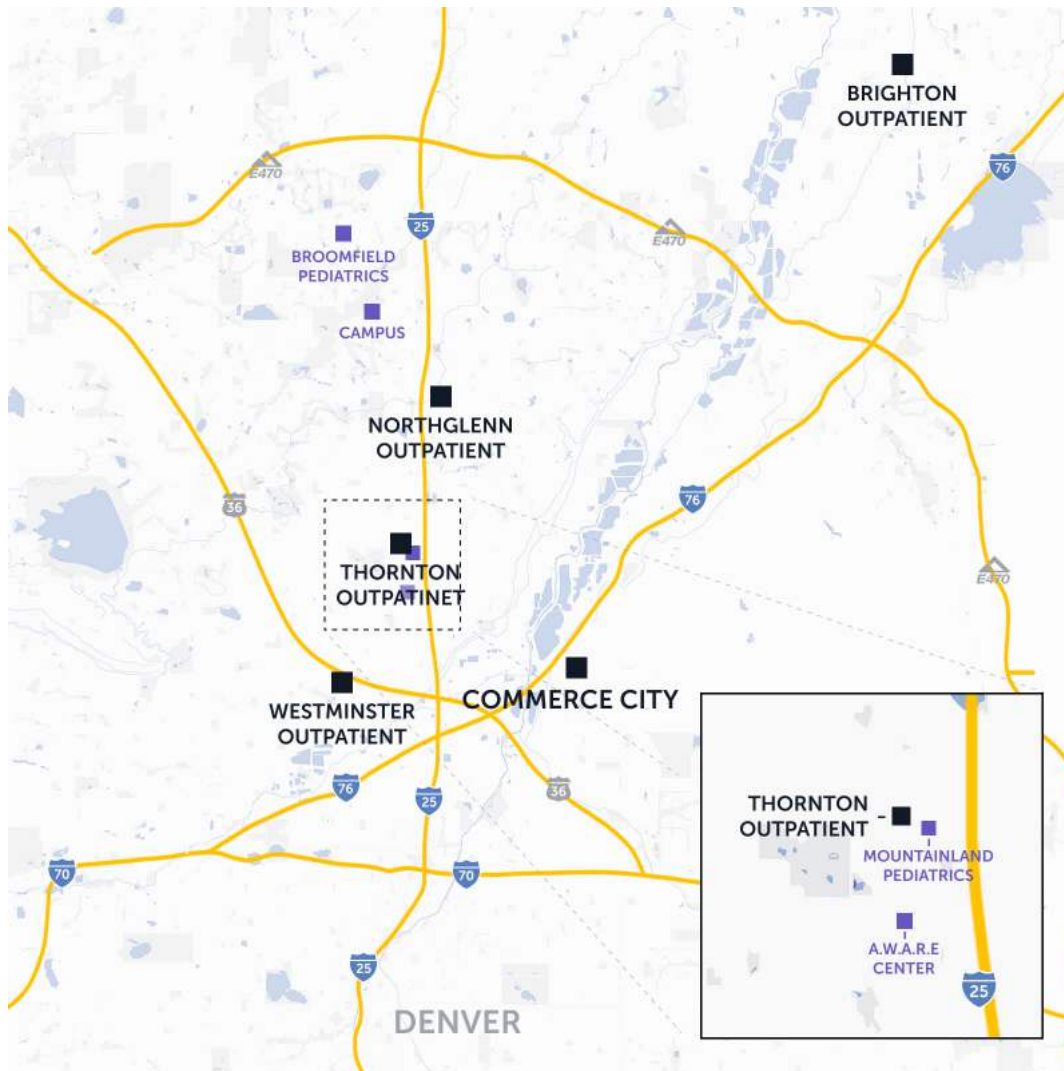 BRIGHTON
OUTPATIENT
76
E470
25
E470
BROOMFIELD
PEDIATRICS
CAMPUS
NORTHGLENN
OUTPATIENT
36
76
THORNTON
OUTPATINET
E470
COMMERCE CITY
WESTMINSTER
OUTPATIENT
76
25
36
THORNTON
OUTPATIENT
MOUNTAINLAND
PEDIATRICS
70
70
A.W.A.R.E
CENTER
25
25
DENVER